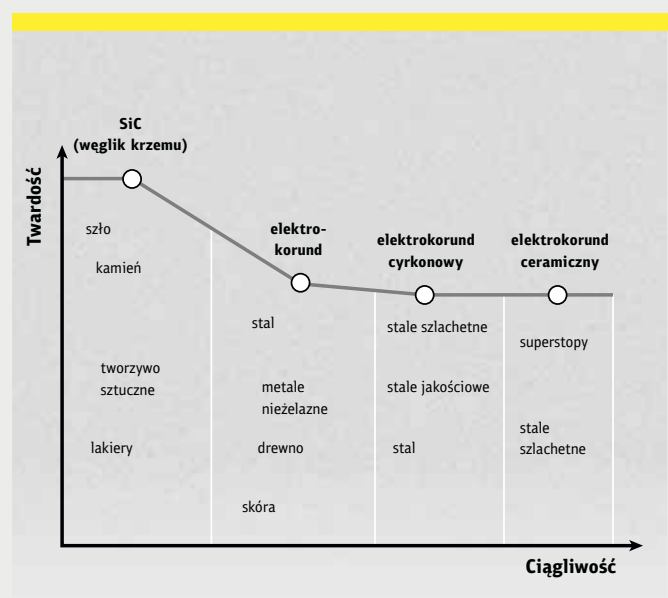 SiC
(węglik krzemu)
Twardość
szło
kamień
tworzywo
sztuczne
lakiery
elektro-
korund
stal
metale
nieżelazne
drewno
skóra
elektrokorund
cyrkonowy
stale szlachetne
stale jakościowe
stal
elektrokorund
ceramiczny
superstopy
stale
szlachetne
Ciągliwość